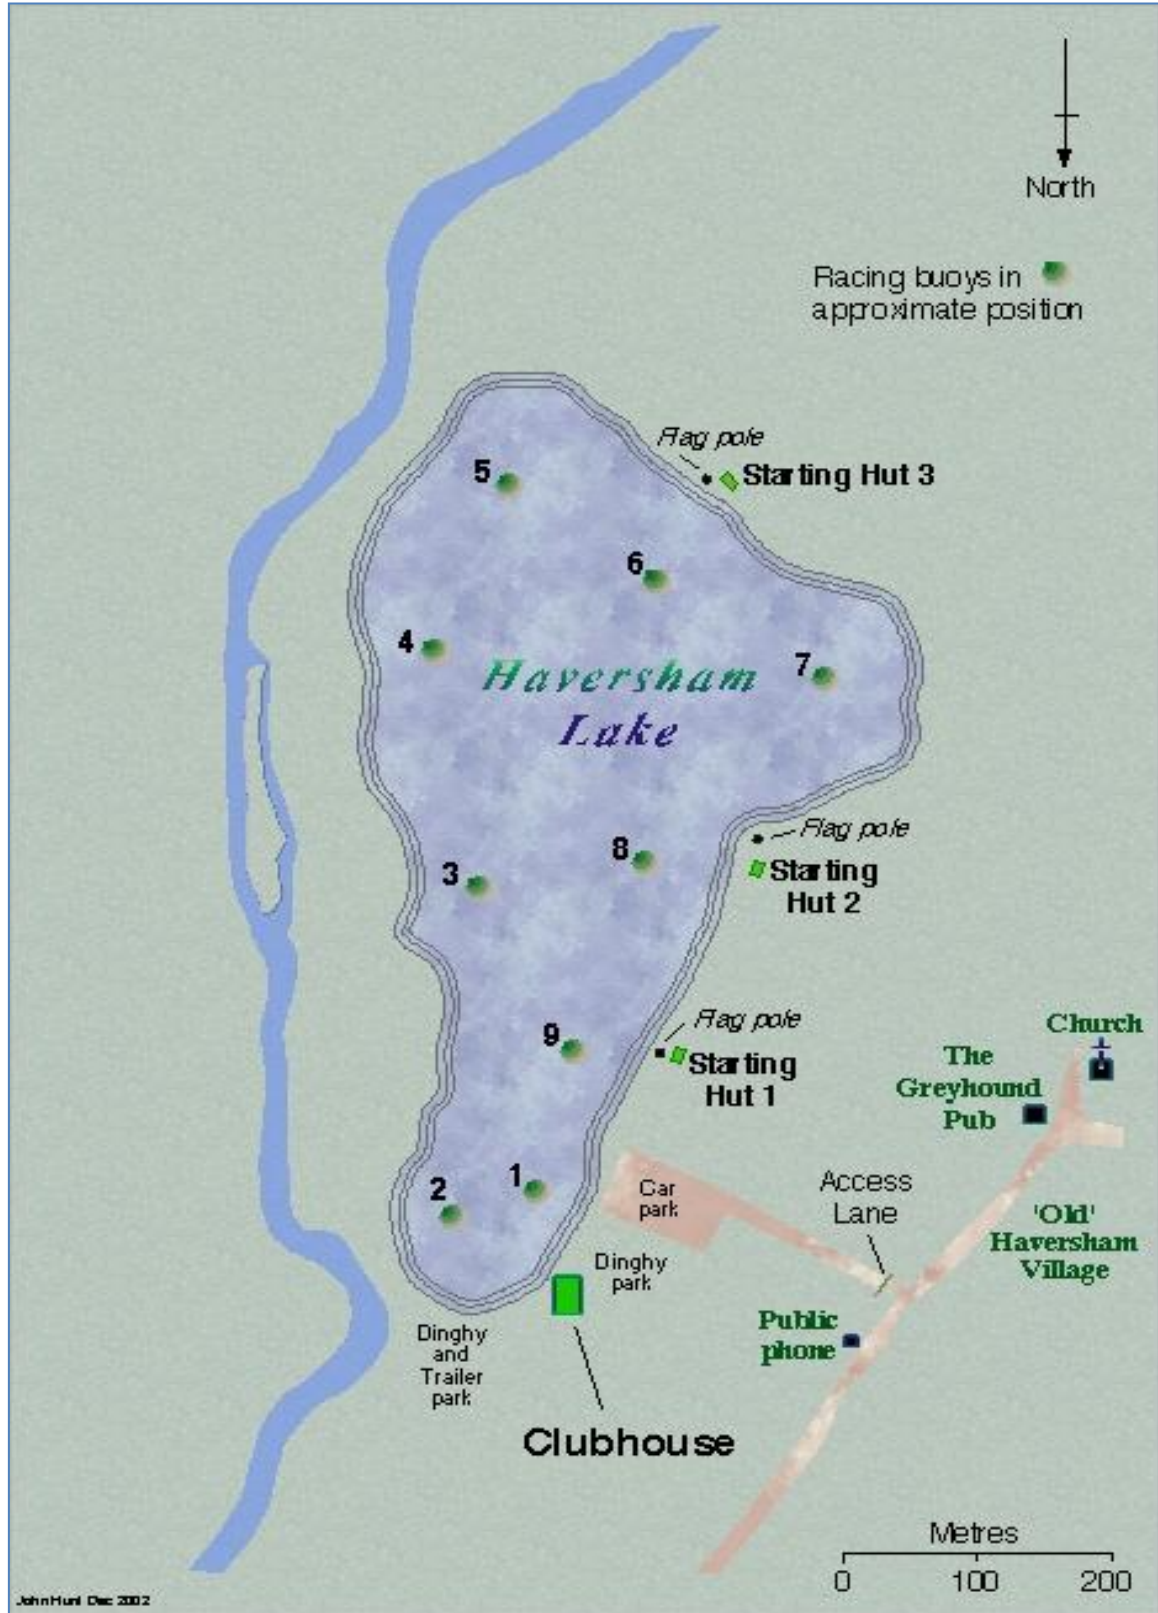 North
Racing buoys in
approximate position
Flag pole
Starting Hut 3
5
6
4
7
Haversham
Lake
Flag pole
8
3
Starting
Hut 2
Flag pole
9
Starting
Hut 1
Church
The
Greyhound
Pub
1
2
Car
park
Access
Lane
'Old'
Haversham
Village
Dinghy
park
Public
phone
Dinghy
and
Trailer
park
Clubhouse
Metres
0 100 200
John Hunt Dec 2002